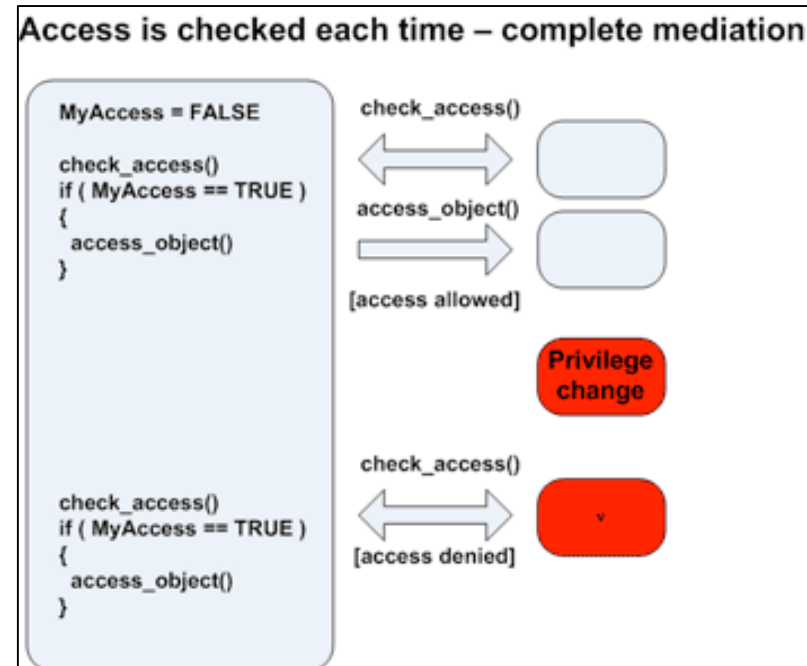 Access is checked each time – complete mediation
MyAccess = FALSE
check_access()
if ( MyAccess == TRUE )
{
access_object()
}
check_access()
access_object()
[access allowed]
Privilege
change
check_access()
if ( MyAccess == TRUE )
{
access_object()
}
check_access()
[access denied]
v